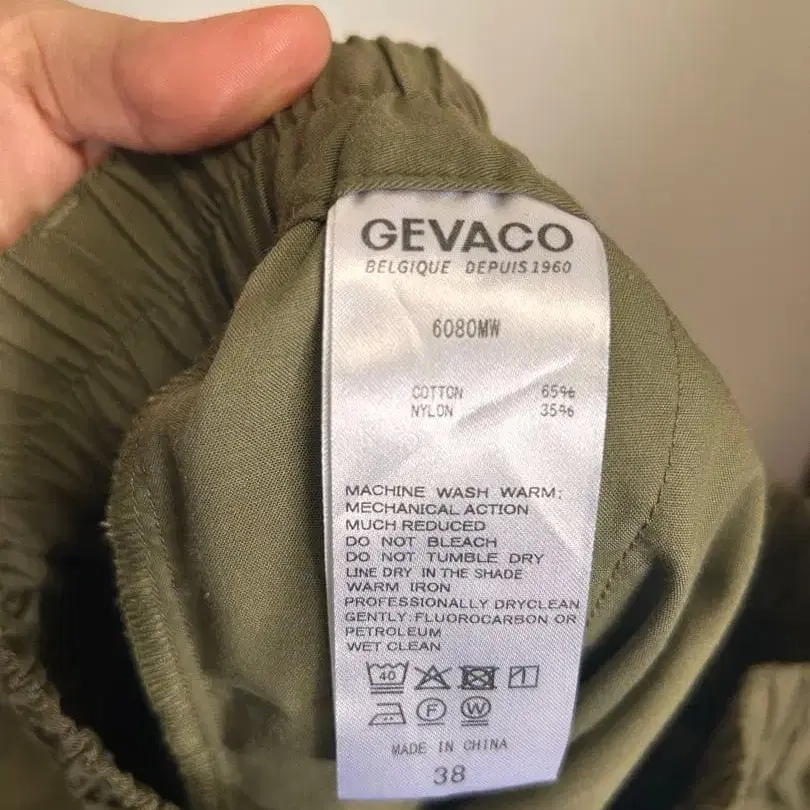 GEVACO
BELGIQUE DEPUIS 1960
6080MW
COTTON 65%
NYLON 35%
MACHINE WASH WARM;
MECHANICAL ACTION
MUCH REDUCED
DO NOT BLEACH
DO NOT TUMBLE DRY
LINE DRY IN THE SHADE
WARM IRON
PROFESSIONALLY DRYCLEAN
GENTLY:FLUOROCARBON OR
PETROLEUM
WET CLEAN
40
F W
MADE IN CHINA
38